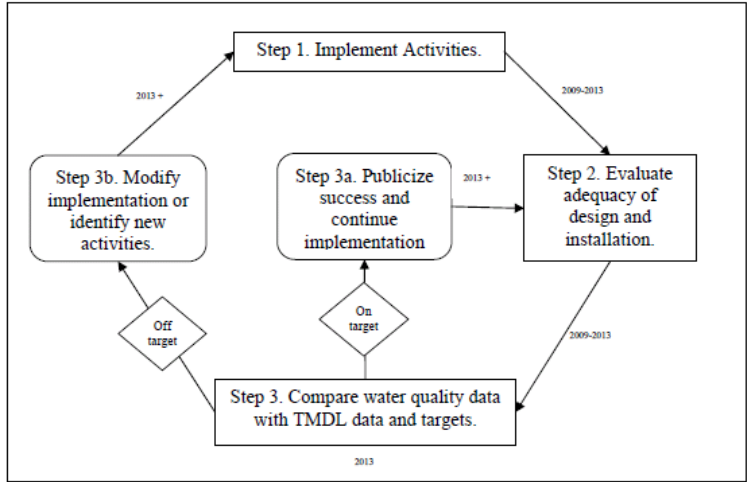 Step 1. Implement Activities.
2013 +
2009-2013
Step 3b. Modify
implementation or
identify new
activities.
Step 3a. Publicize
success and
continue
implementation
2013 +
Step 2. Evaluate
adequacy of
design and
installation.
Off
target
On
target
2009-2013
Step 3. Compare water quality data
with TMDL data and targets.
2013